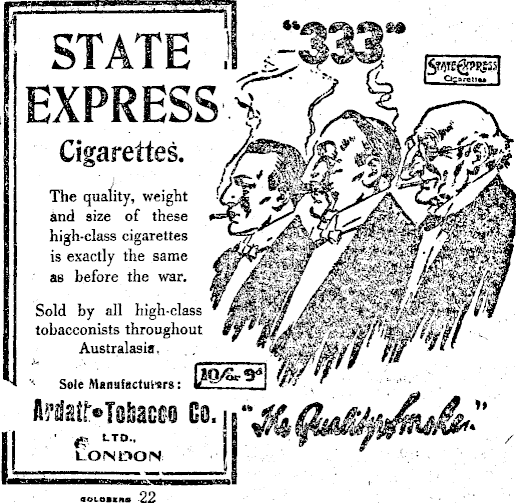 STATE
EXPRESS
Cigarettes.
The quality, weight
and size of these
high-class cigarettes
is exactly the same
as before the war.
Sold by all high-class
tobacconists throughout
Australasia.
Sole Manufacturers:
Ardath Tobacco Co.
LTD.,
LONDON
"333"
STATE EXPRESS
Cigarettes
10 for 9d
"The Quality Smoke."
GOLDBERG 22